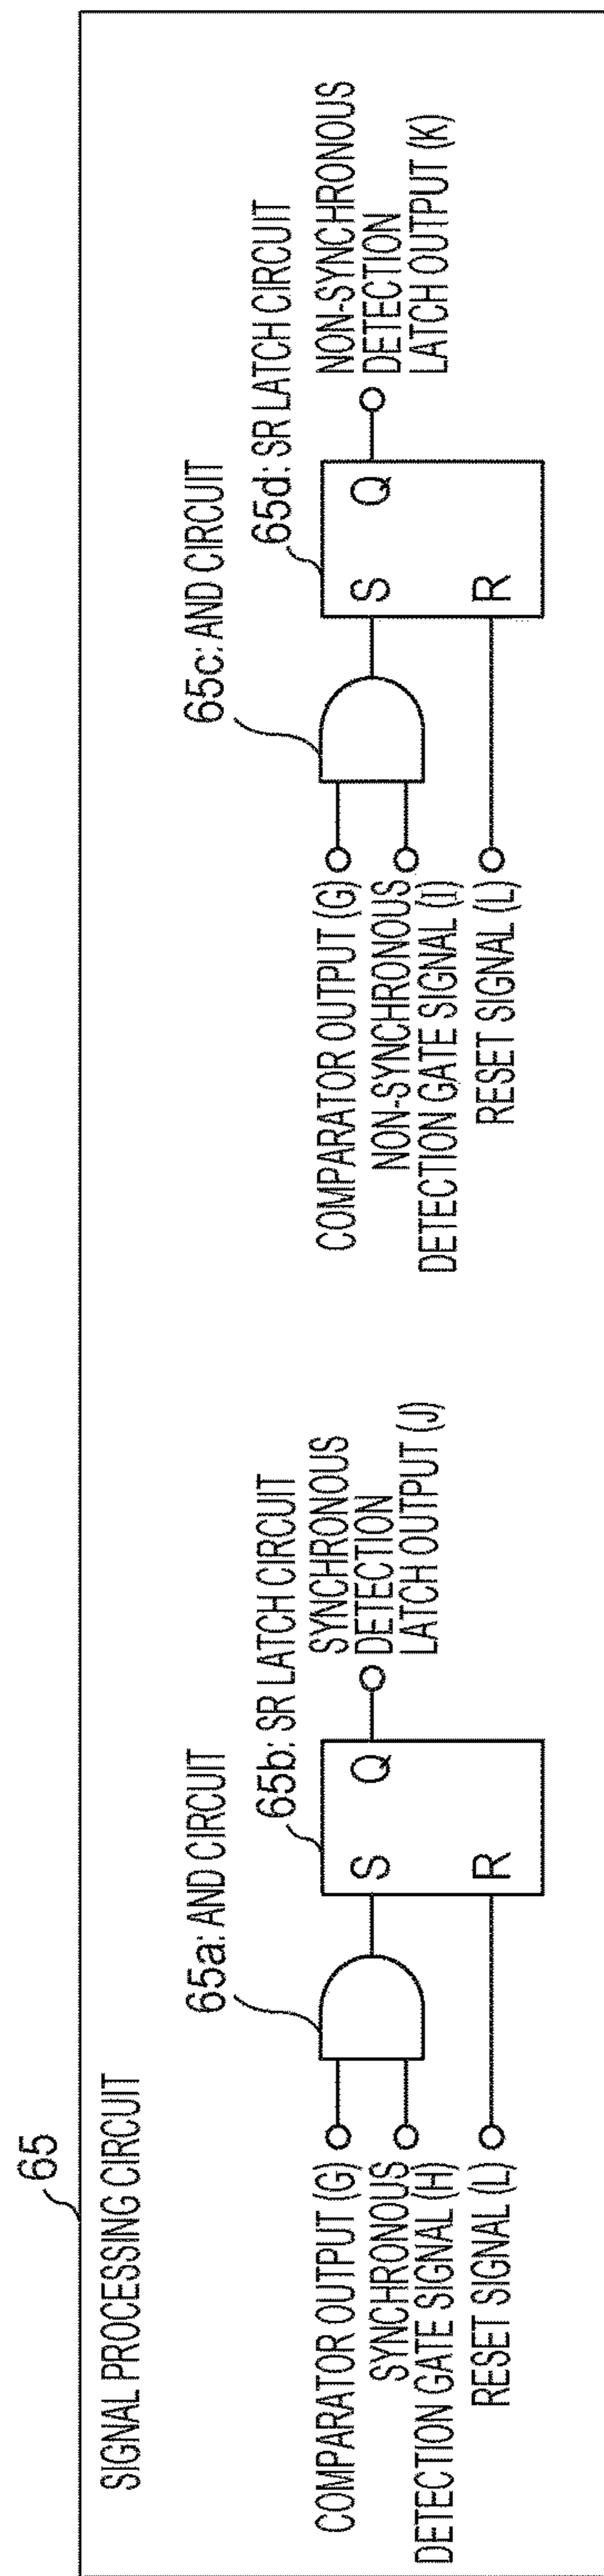 65
SIGNAL PROCESSING CIRCUIT
65a: AND CIRCUIT
65b: SR LATCH CIRCUIT
COMPARATOR OUTPUT (G)
SYNCHRONOUS
DETECTION GATE SIGNAL (H)
RESET SIGNAL (L)
S
Q
R
SYNCHRONOUS
DETECTION
LATCH OUTPUT (J)
65c: AND CIRCUIT
65d: SR LATCH CIRCUIT
COMPARATOR OUTPUT (G)
NON-SYNCHRONOUS
DETECTION GATE SIGNAL (I)
RESET SIGNAL (L)
S
Q
R
NON-SYNCHRONOUS
DETECTION
LATCH OUTPUT (K)